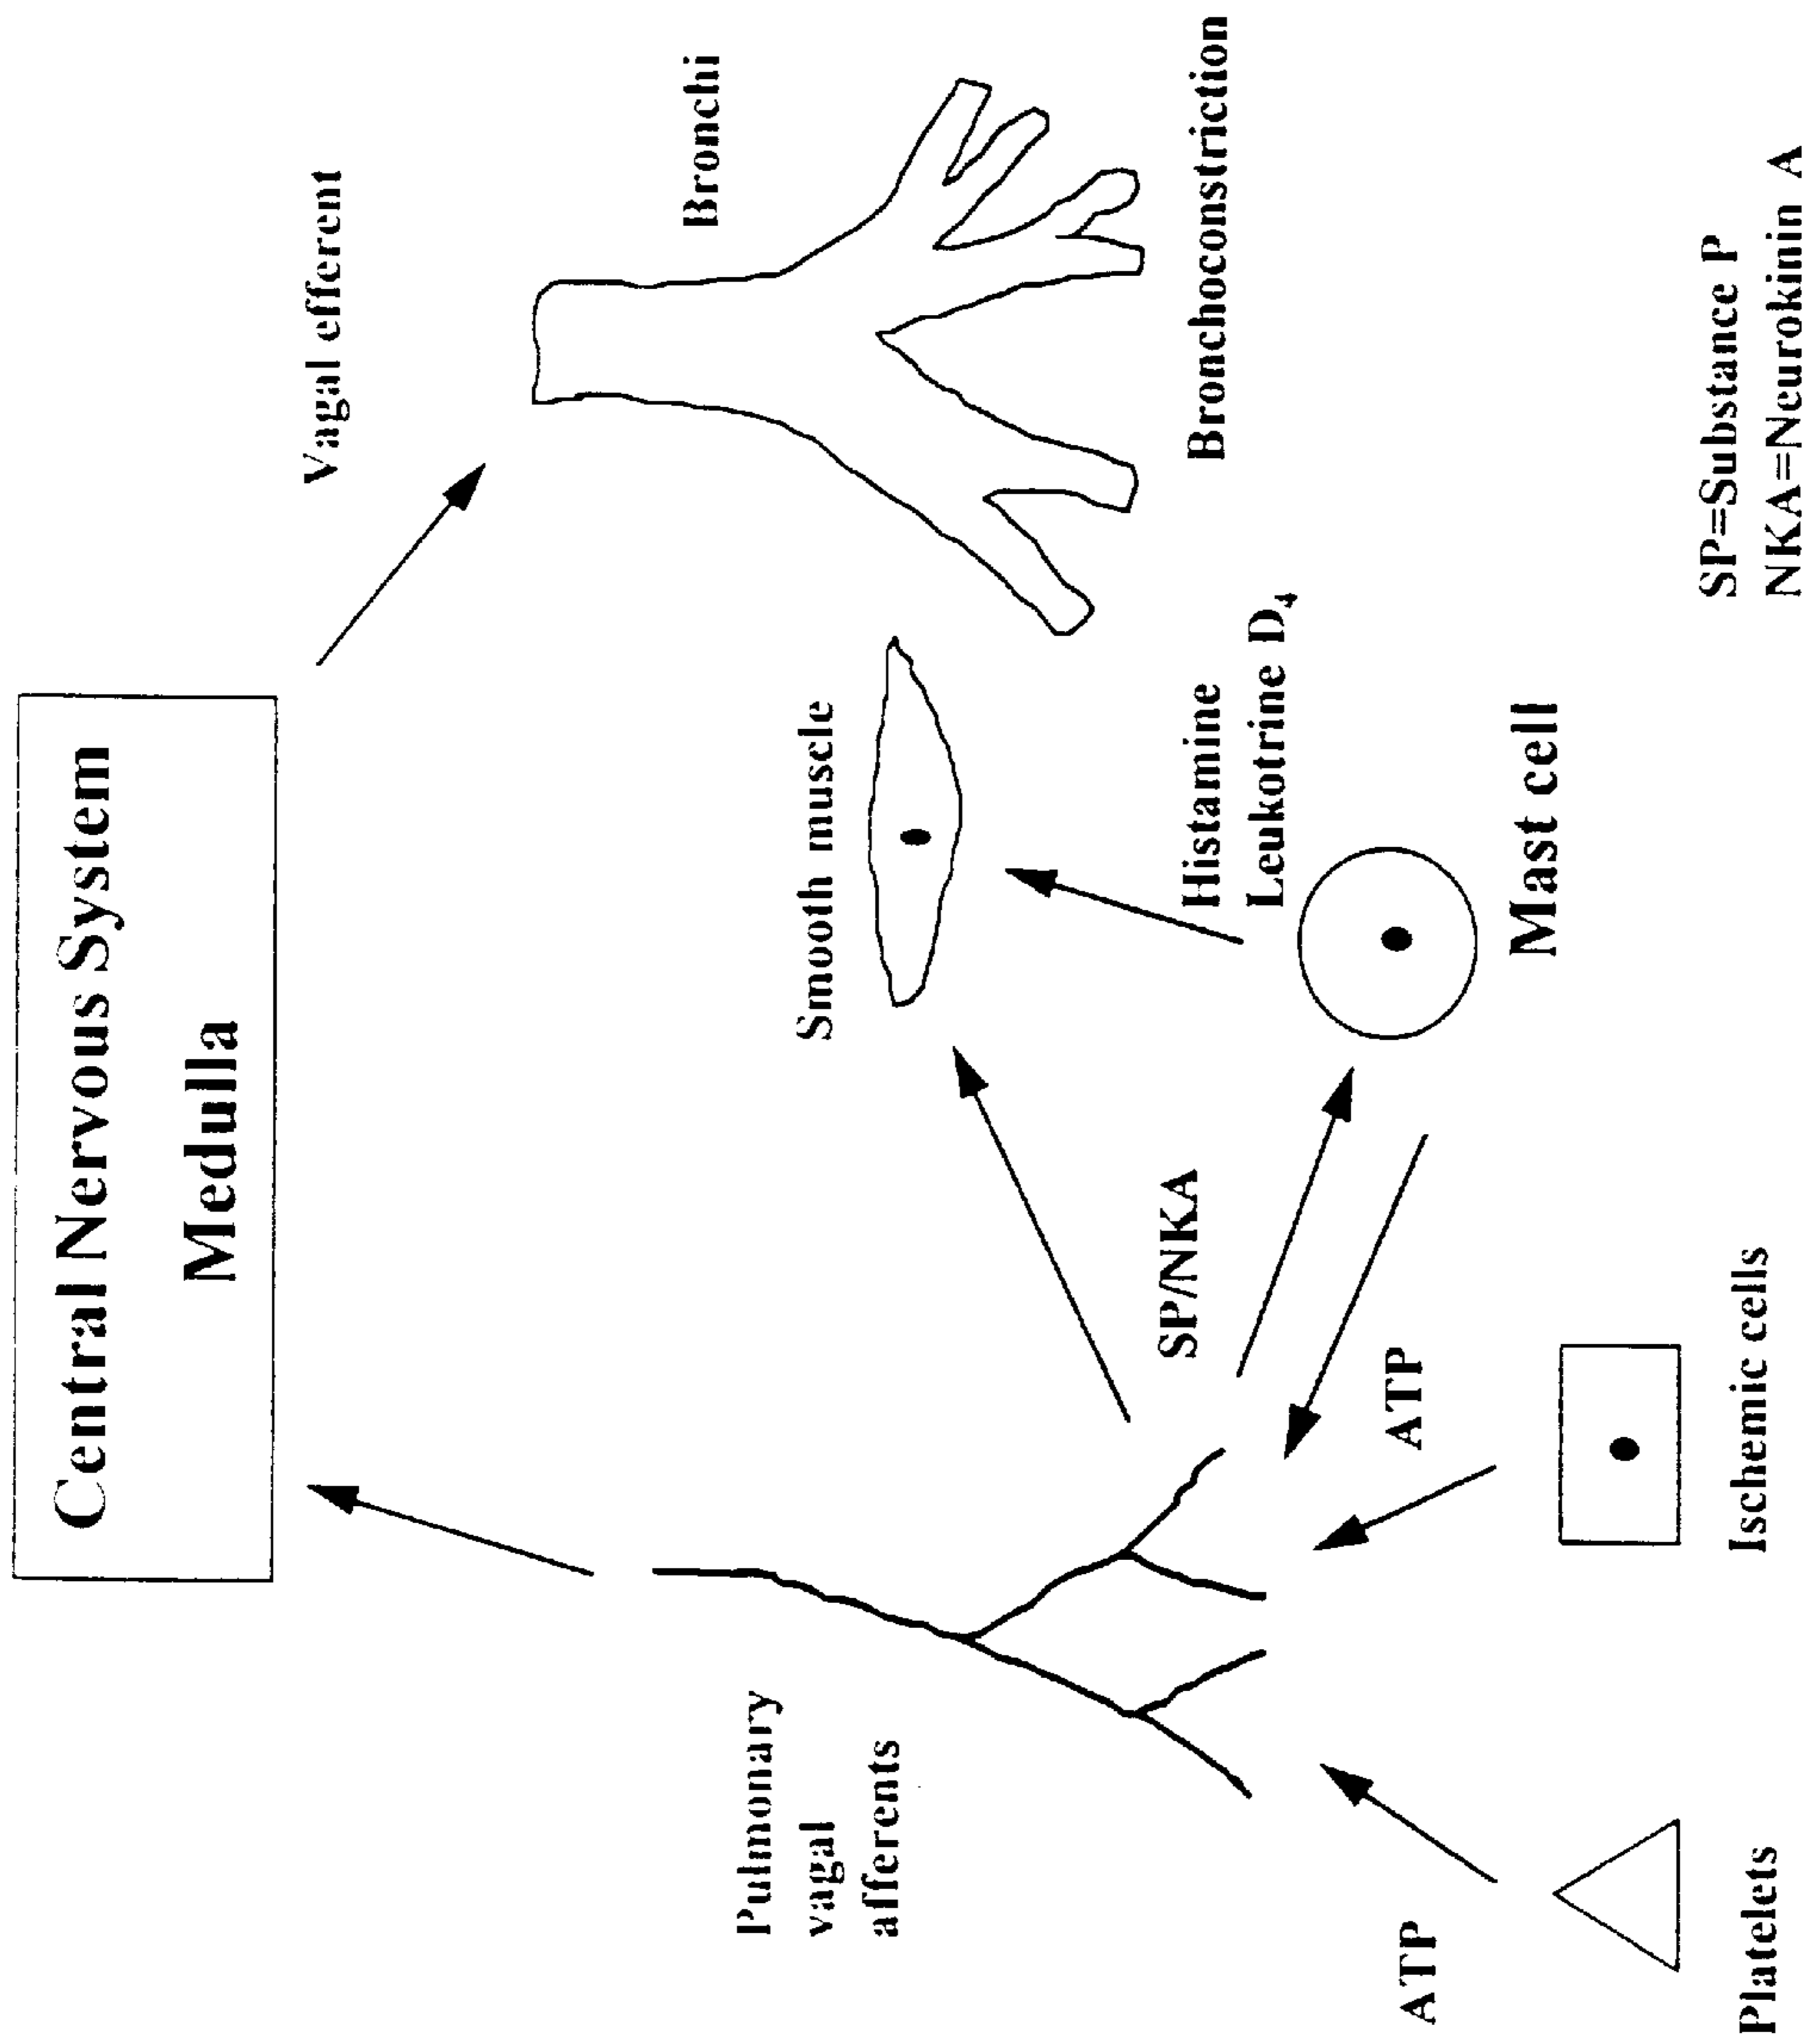 Central Nervous System
Medulla
Vagal efferent
Pulmonary
vagal
afferents
Smooth muscle
Bronchi
SP/NKA
Histamine
Leukotrine D₄
Bronchoconstriction
ATP
ATP
Mast cell
Platelets
Ischemic cells
SP=Substance P
NKA=Neurokinin A